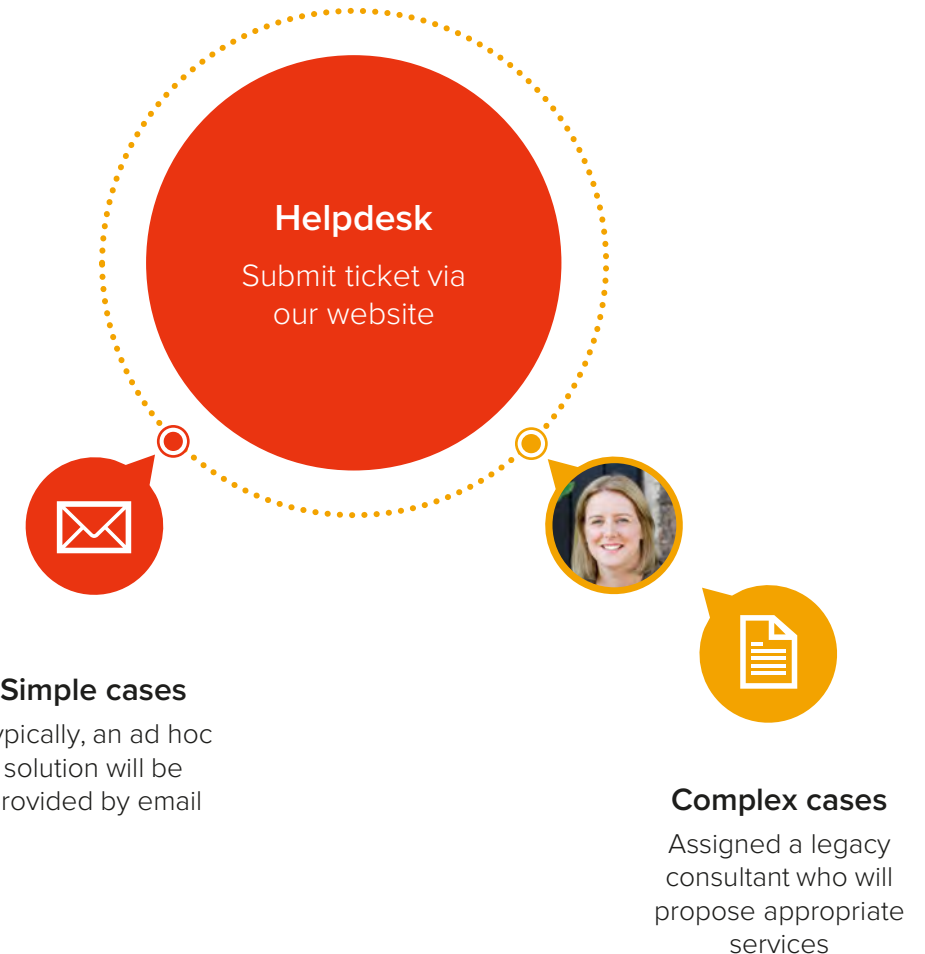 Helpdesk
Submit ticket via
our website
Simple cases
ypically, an ad hoc
solution will be
rovided by email
Complex cases
Assigned a legacy
consultant who will
propose appropriate
services